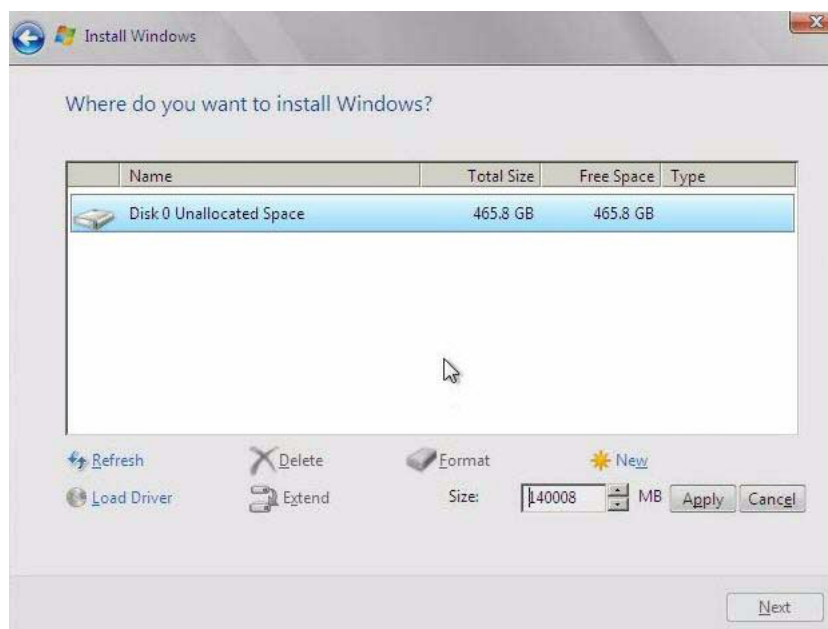 Install Windows
Where do you want to install Windows?
Name Total Size Free Space Type
Disk 0 Unallocated Space 465.8 GB 465.8 GB
Refresh Delete Format New
Load Driver Extend Size: 140008 MB Apply Cancel
Next